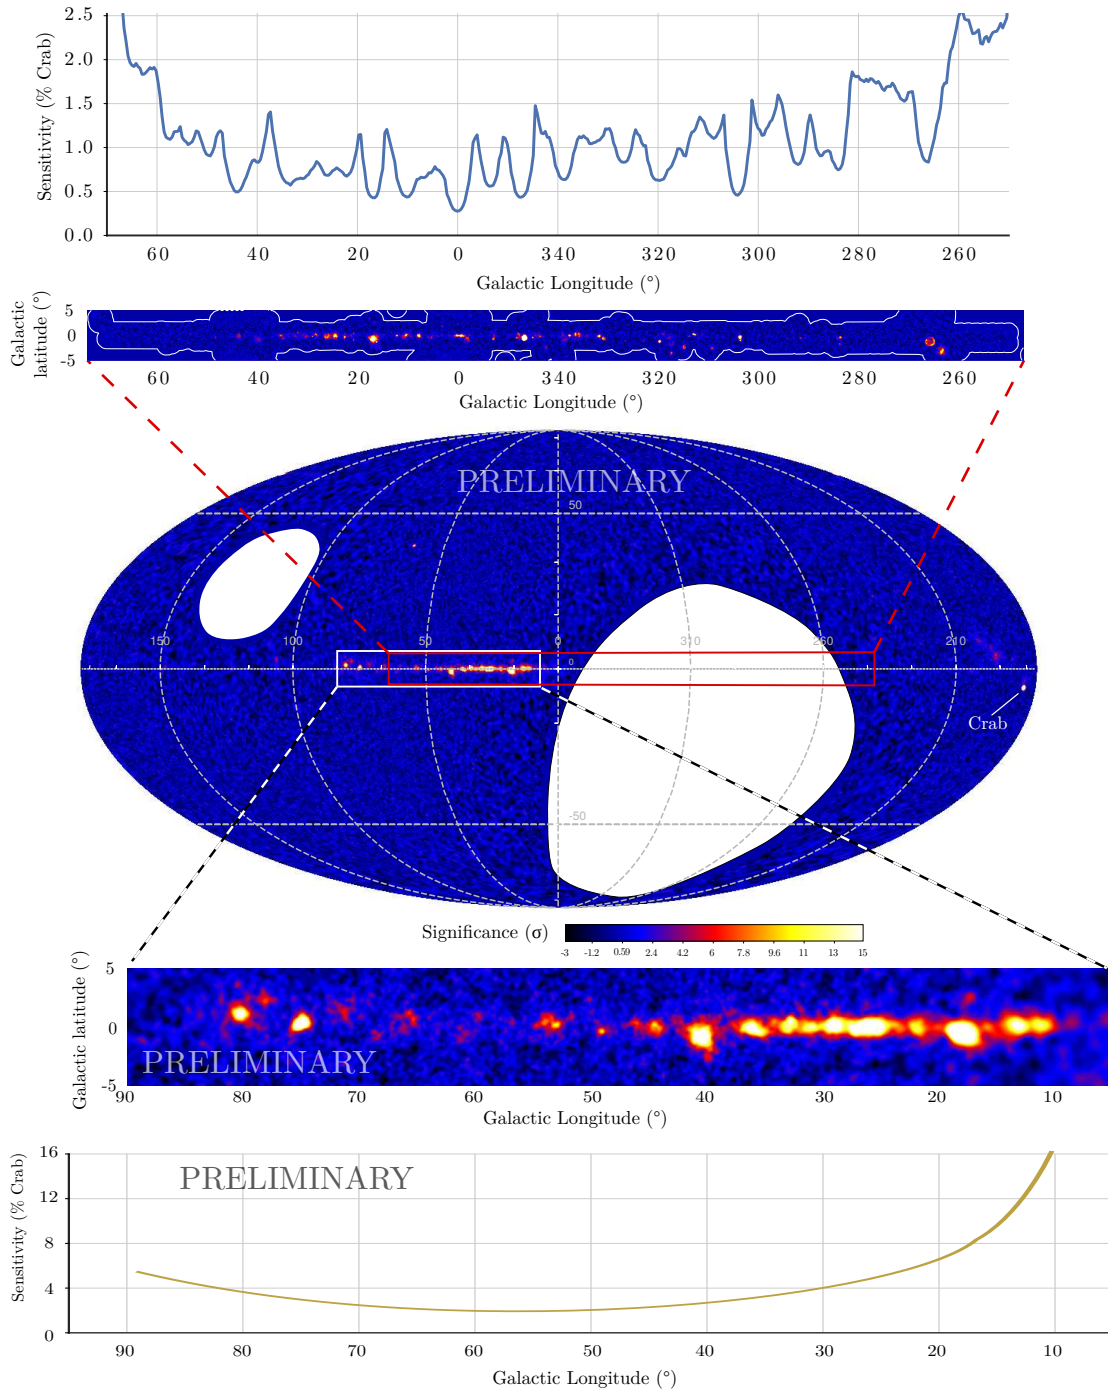 2.5
2.0
1.5
1.0
0.5
0.0
Sensitivity (% Crab)
60 40 20 0 340 320 300 280 260
Galactic Longitude (°)
Galactic
latitude (°)
5
0
-5
60 40 20 0 340 320 300 280 260
Galactic Longitude (°)
PRELIMINARY
50
150 100 50 0 310 260 210
0
Crab
-50
Significance (σ)
-3 -1.2 0.59 2.4 4.2 6 7.8 9.6 11 13 15
Galactic latitude (°)
5
0
-5
PRELIMINARY
90 80 70 60 50 40 30 20 10
Galactic Longitude (°)
Sensitivity (% Crab)
16
12
8
4
0
PRELIMINARY
90 80 70 60 50 40 30 20 10
Galactic Longitude (°)